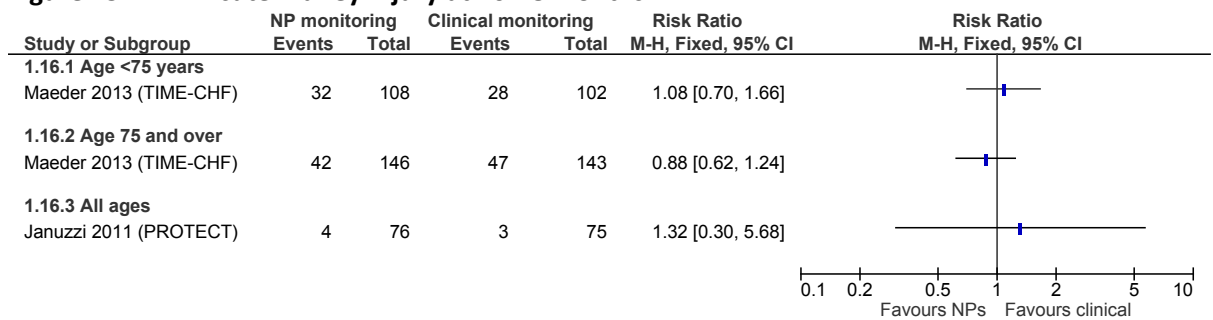 NP monitoring Clinical monitoring Risk Ratio Risk Ratio
Study or Subgroup Events Total Events Total M-H, Fixed, 95% CI M-H, Fixed, 95% CI
1.16.1 Age <75 years
Maeder 2013 (TIME-CHF) 32 108 28 102 1.08 [0.70, 1.66]
1.16.2 Age 75 and over
Maeder 2013 (TIME-CHF) 42 146 47 143 0.88 [0.62, 1.24]
1.16.3 All ages
Januzzi 2011 (PROTECT) 4 76 3 75 1.32 [0.30, 5.68]
0.1 0.2 0.5 1 2 5 10
Favours NPs Favours clinical